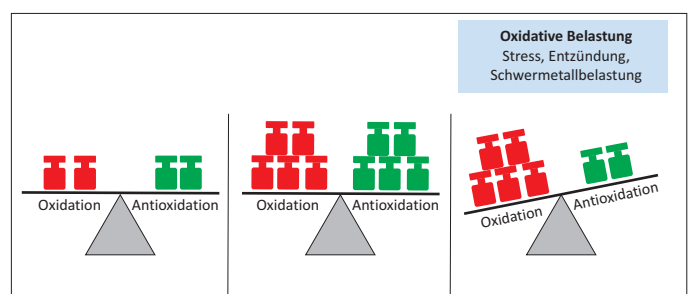 Oxidative Belastung
Stress, Entzündung,
Schwermetallbelastung
Oxidation Antioxidation
Oxidation Antioxidation
Oxidation Antioxidation